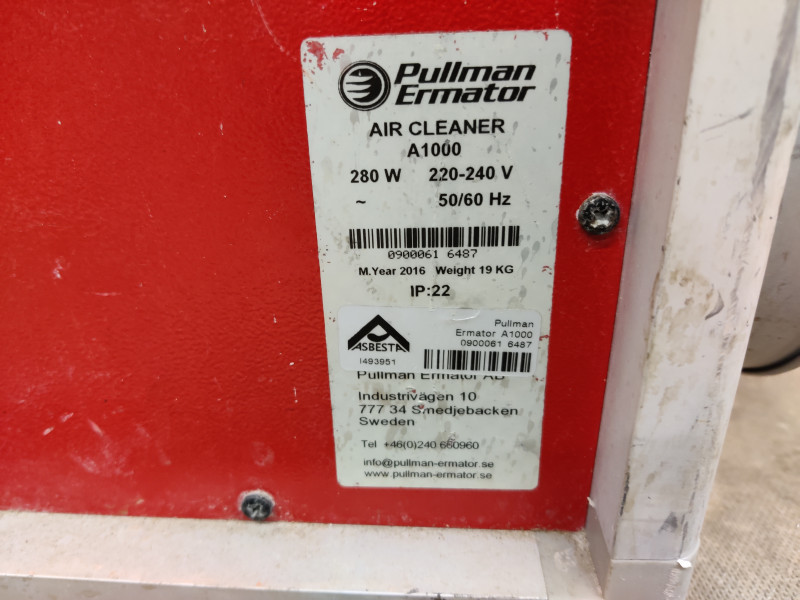 Pullman
Ermator
AIR CLEANER
A1000
280 W 220-240 V
~ 50/60 Hz
0900061 6487
M.Year 2016 Weight 19 KG
IP:22
ASBESTA
I493951
Pullman
Ermator A1000
0900061 6487
Pullman Ermator AB
Industrivägen 10
777 34 Smedjebacken
Sweden
Tel +46(0)240 660960
info@pullman-ermator.se
www.pullman-ermator.se